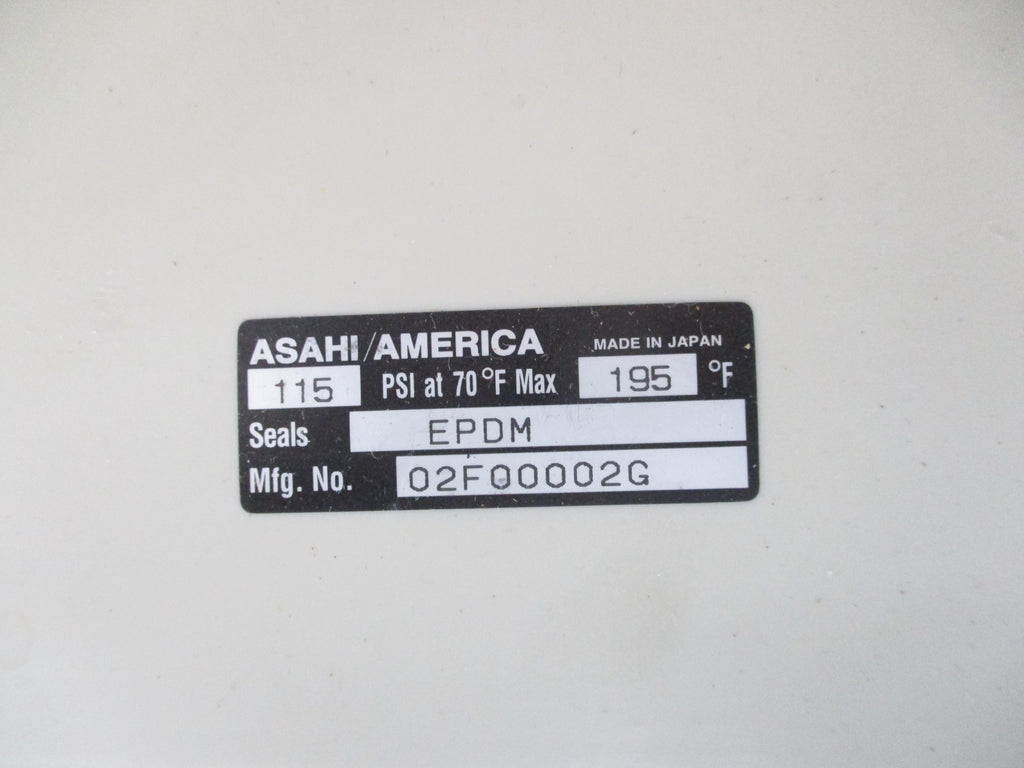 ASAHI/AMERICA MADE IN JAPAN
115 PSI at 70 °F Max 195 °F
Seals EPDM
Mfg. No. 02F00002G